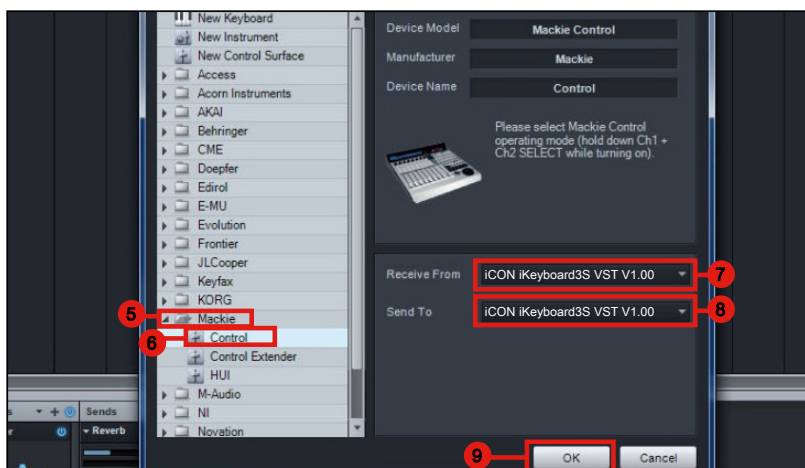 New Keyboard
New Instrument
New Control Surface
Access
Acorn Instruments
AKAI
Behringer
CME
Doepfer
Edirol
E-MU
Evolution
Frontier
JLCooper
Keyfax
KORG
5 Mackie
6 Control
Control Extender
HUI
M-Audio
NI
Novation
Device Model Mackie Control
Manufacturer Mackie
Device Name Control
Please select Mackie Control
operating mode (hold down Ch1 +
Ch2 SELECT while turning on).
Receive From iCON iKeyboard3S VST V1.00 7
Send To iCON iKeyboard3S VST V1.00 8
9 OK Cancel
s + Sends
r Reverb